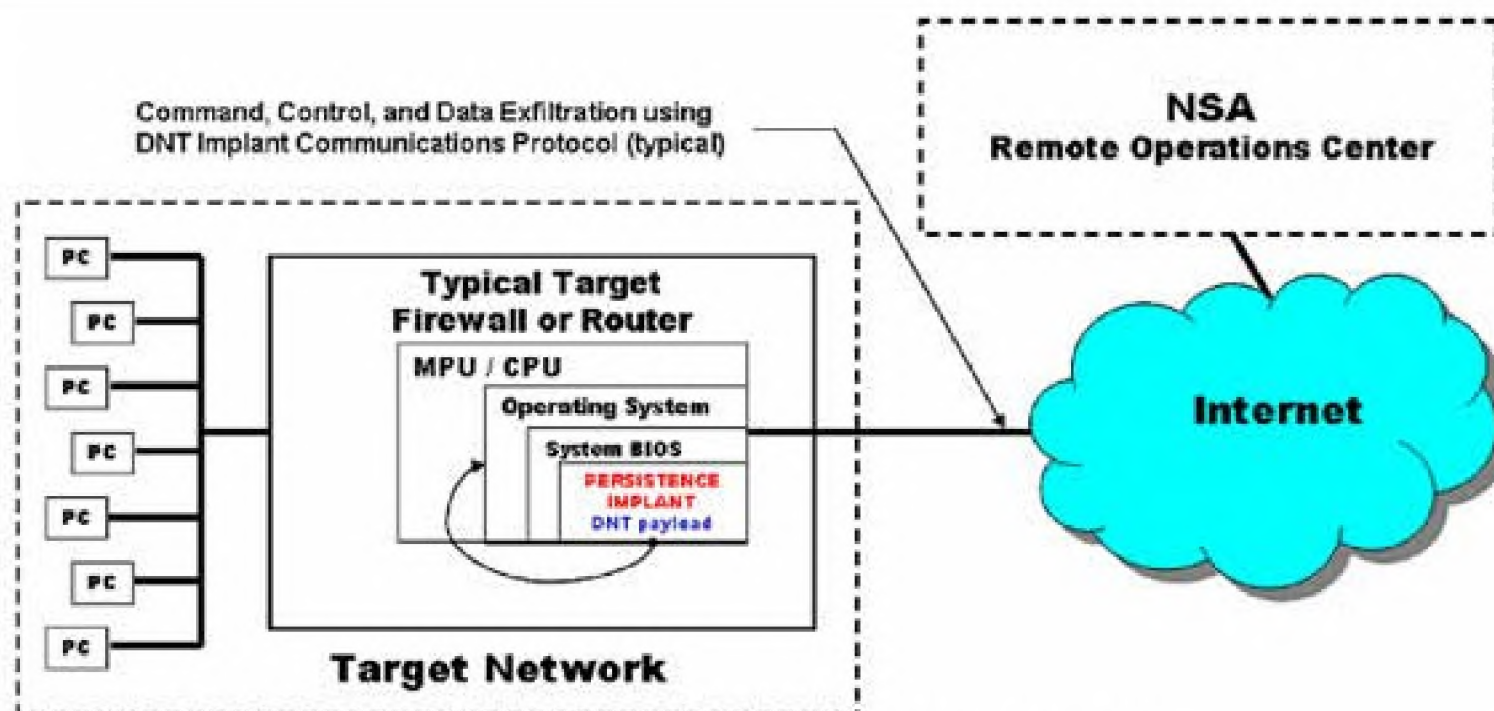 Command, Control, and Data Exfiltration using
DNT Implant Communications Protocol (typical)
NSA
Remote Operations Center
PC
PC
PC
PC
PC
PC
PC
Typical Target
Firewall or Router
MPU / CPU
Operating System
System BIOS
PERSISTENCE
IMPLANT
DNT payload
Internet
Target Network